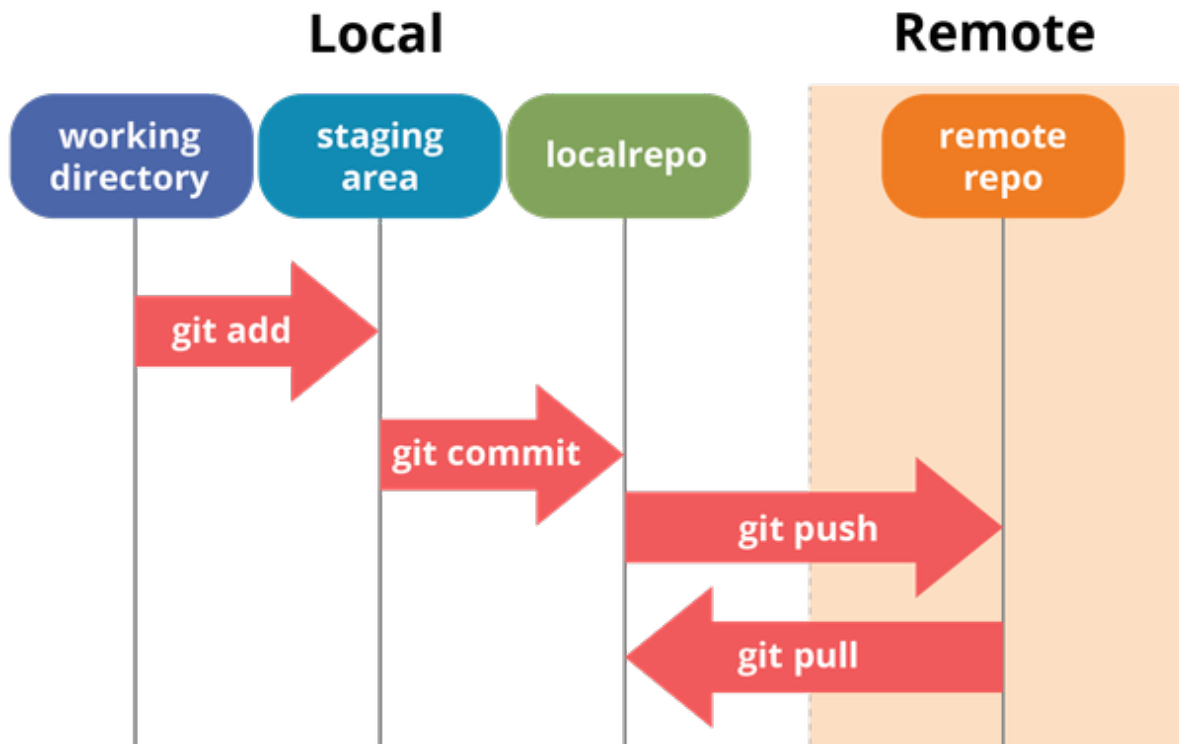 Local
Remote
working
directory
staging
area
localrepo
remote
repo
git add
git commit
git push
git pull